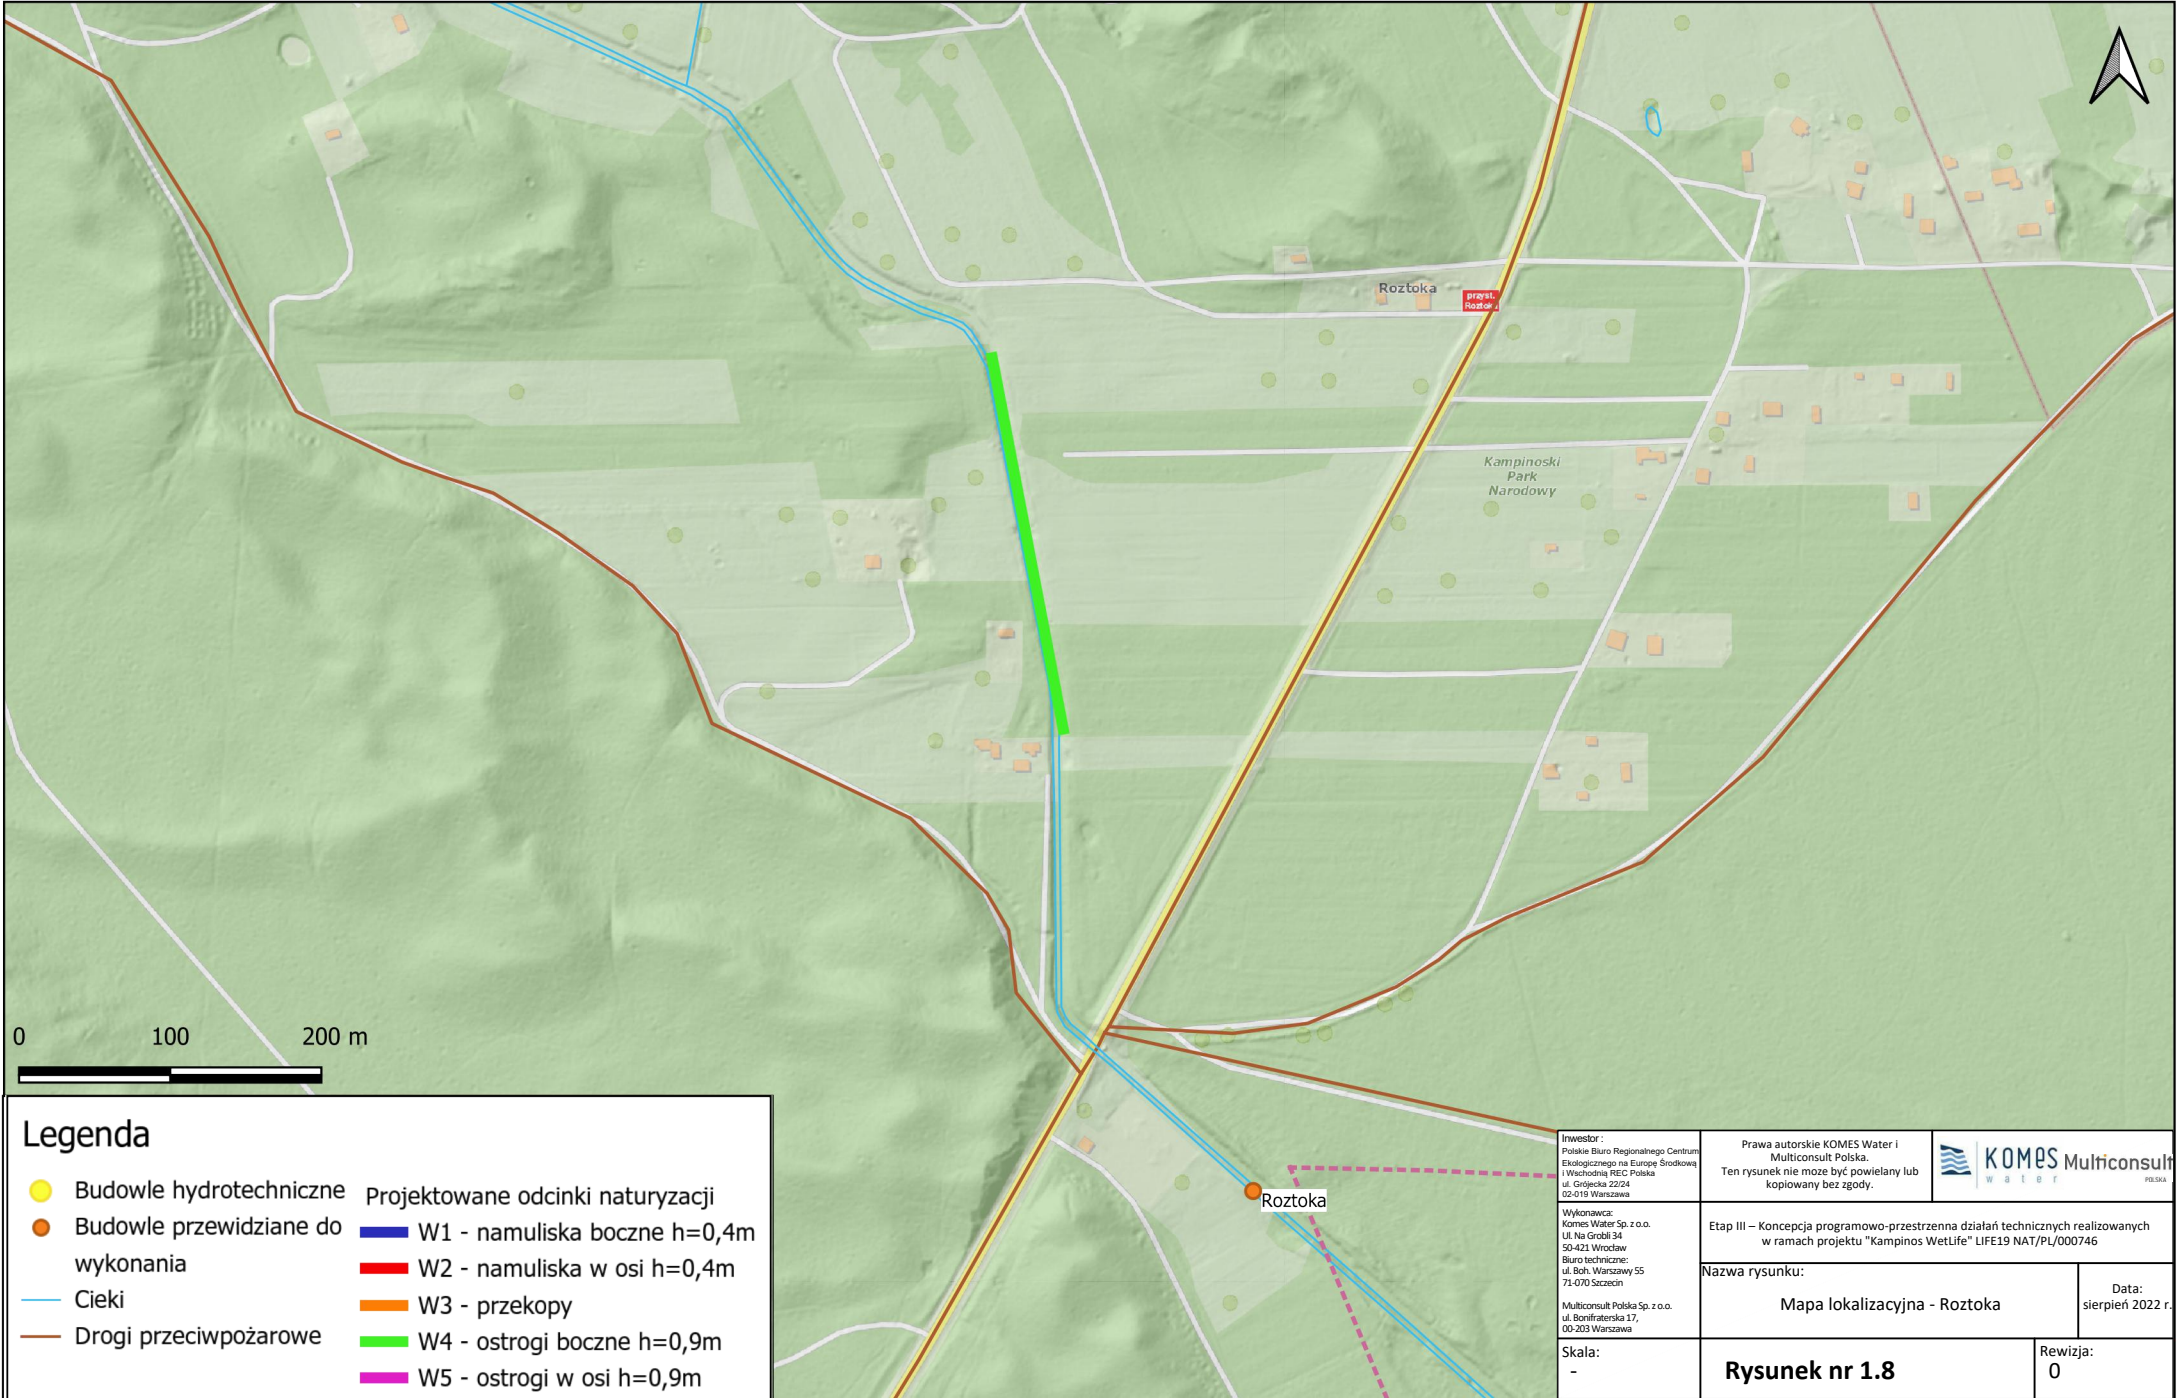 Roztoka
przyst.
Roztoka
Kampinoski
Park
Narodowy
0 100 200 m
Roztoka
Legenda
Budowle hydrotechniczne
Budowle przewidziane do
wykonania
Cieki
Drogi przeciwpożarowe
Projektowane odcinki naturyzacji
W1 - namuliska boczne h=0,4m
W2 - namuliska w osi h=0,4m
W3 - przekopy
W4 - ostrogi boczne h=0,9m
W5 - ostrogi w osi h=0,9m
Inwestor :
Polskie Biuro Regionalnego Centrum
Ekologicznego na Europę Środkową
i Wschodnią REC Polska
ul. Grójecka 22/24
02-019 Warszawa
Prawa autorskie KOMES Water i
Multiconsult Polska.
Ten rysunek nie moze być powielany lub
kopiowany bez zgody.
KOMES
water
Multiconsult
POLSKA
Wykonawca:
Komes Water Sp. z o.o.
Ul. Na Grobli 34
50-421 Wrocław
Biuro techniczne:
ul. Boh. Warszawy 55
71-070 Szczecin
Multiconsult Polska Sp. z o.o.
ul. Bonifraterska 17,
00-203 Warszawa
Etap III – Koncepcja programowo-przestrzenna działań technicznych realizowanych
w ramach projektu "Kampinos WetLife" LIFE19 NAT/PL/000746
Nazwa rysunku:
Mapa lokalizacyjna - Roztoka
Data:
sierpień 2022 r.
Skala:
-
Rysunek nr 1.8
Rewizja:
0